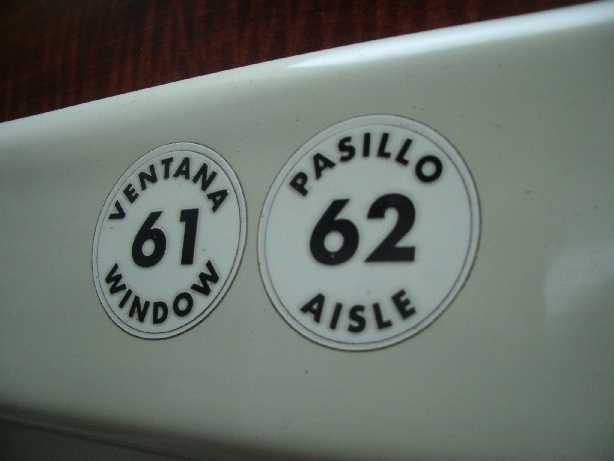 VENTANA
61
WINDOW
PASILLO
62
AISLE